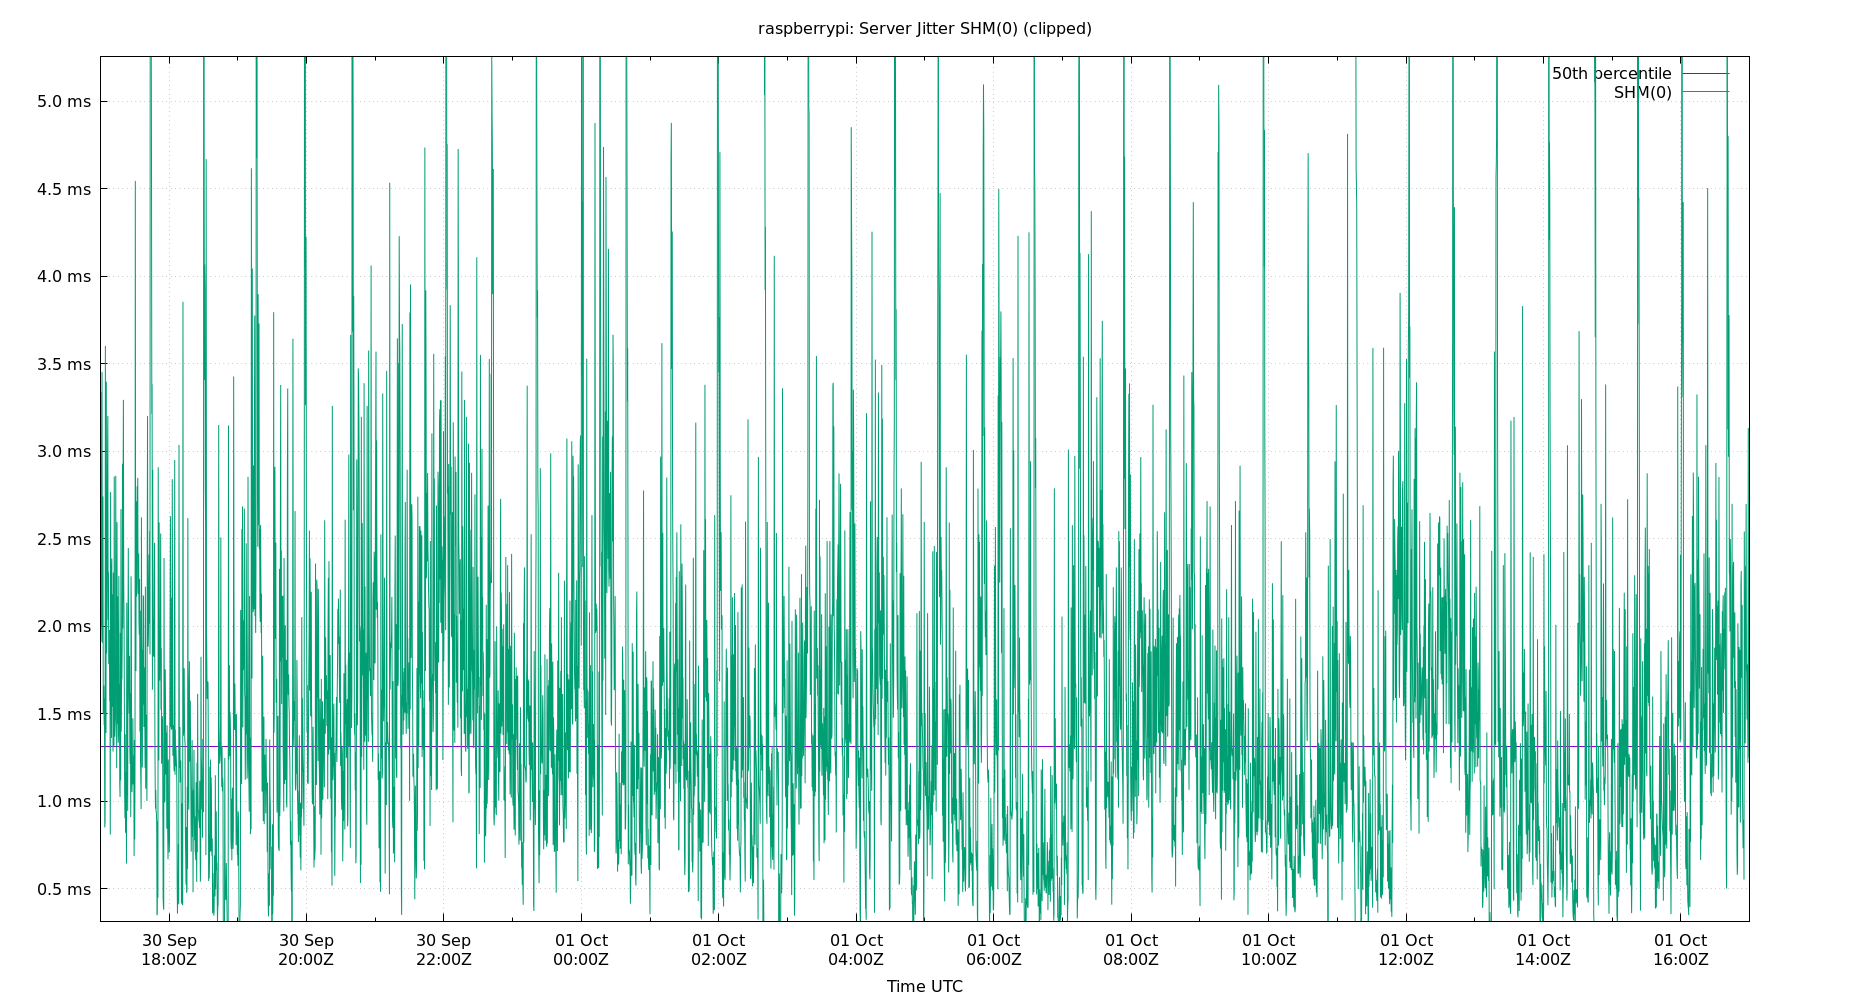 raspberrypi: Server Jitter SHM(0) (clipped)
50th percentile
SHM(0)
5.0 ms
4.5 ms
4.0 ms
3.5 ms
3.0 ms
2.5 ms
2.0 ms
1.5 ms
1.0 ms
0.5 ms
30 Sep 30 Sep 30 Sep 01 Oct 01 Oct 01 Oct 01 Oct 01 Oct 01 Oct 01 Oct 01 Oct 01 Oct
18:00Z 20:00Z 22:00Z 00:00Z 02:00Z 04:00Z 06:00Z 08:00Z 10:00Z 12:00Z 14:00Z 16:00Z
Time UTC